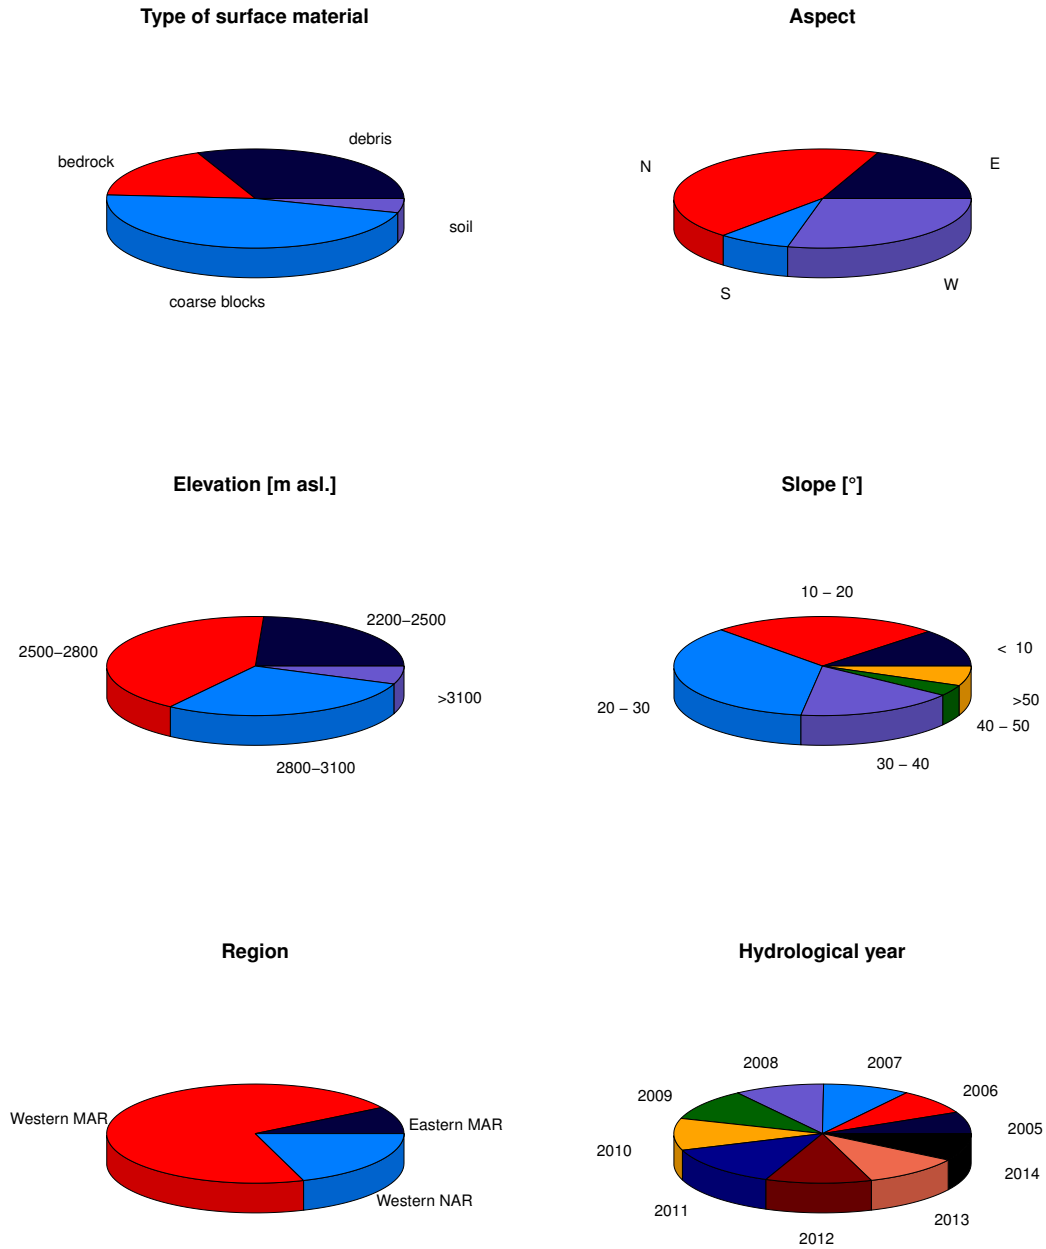 Type of surface material
debris
bedrock
soil
coarse blocks
Aspect
N
E
S
W
Elevation [m asl.]
2200−2500
2500−2800
>3100
2800−3100
Slope [°]
10 − 20
< 10
20 − 30
>50
40 − 50
30 − 40
Region
Western MAR
Eastern MAR
Western NAR
Hydrological year
2008
2007
2009
2006
2005
2010
2014
2011
2013
2012